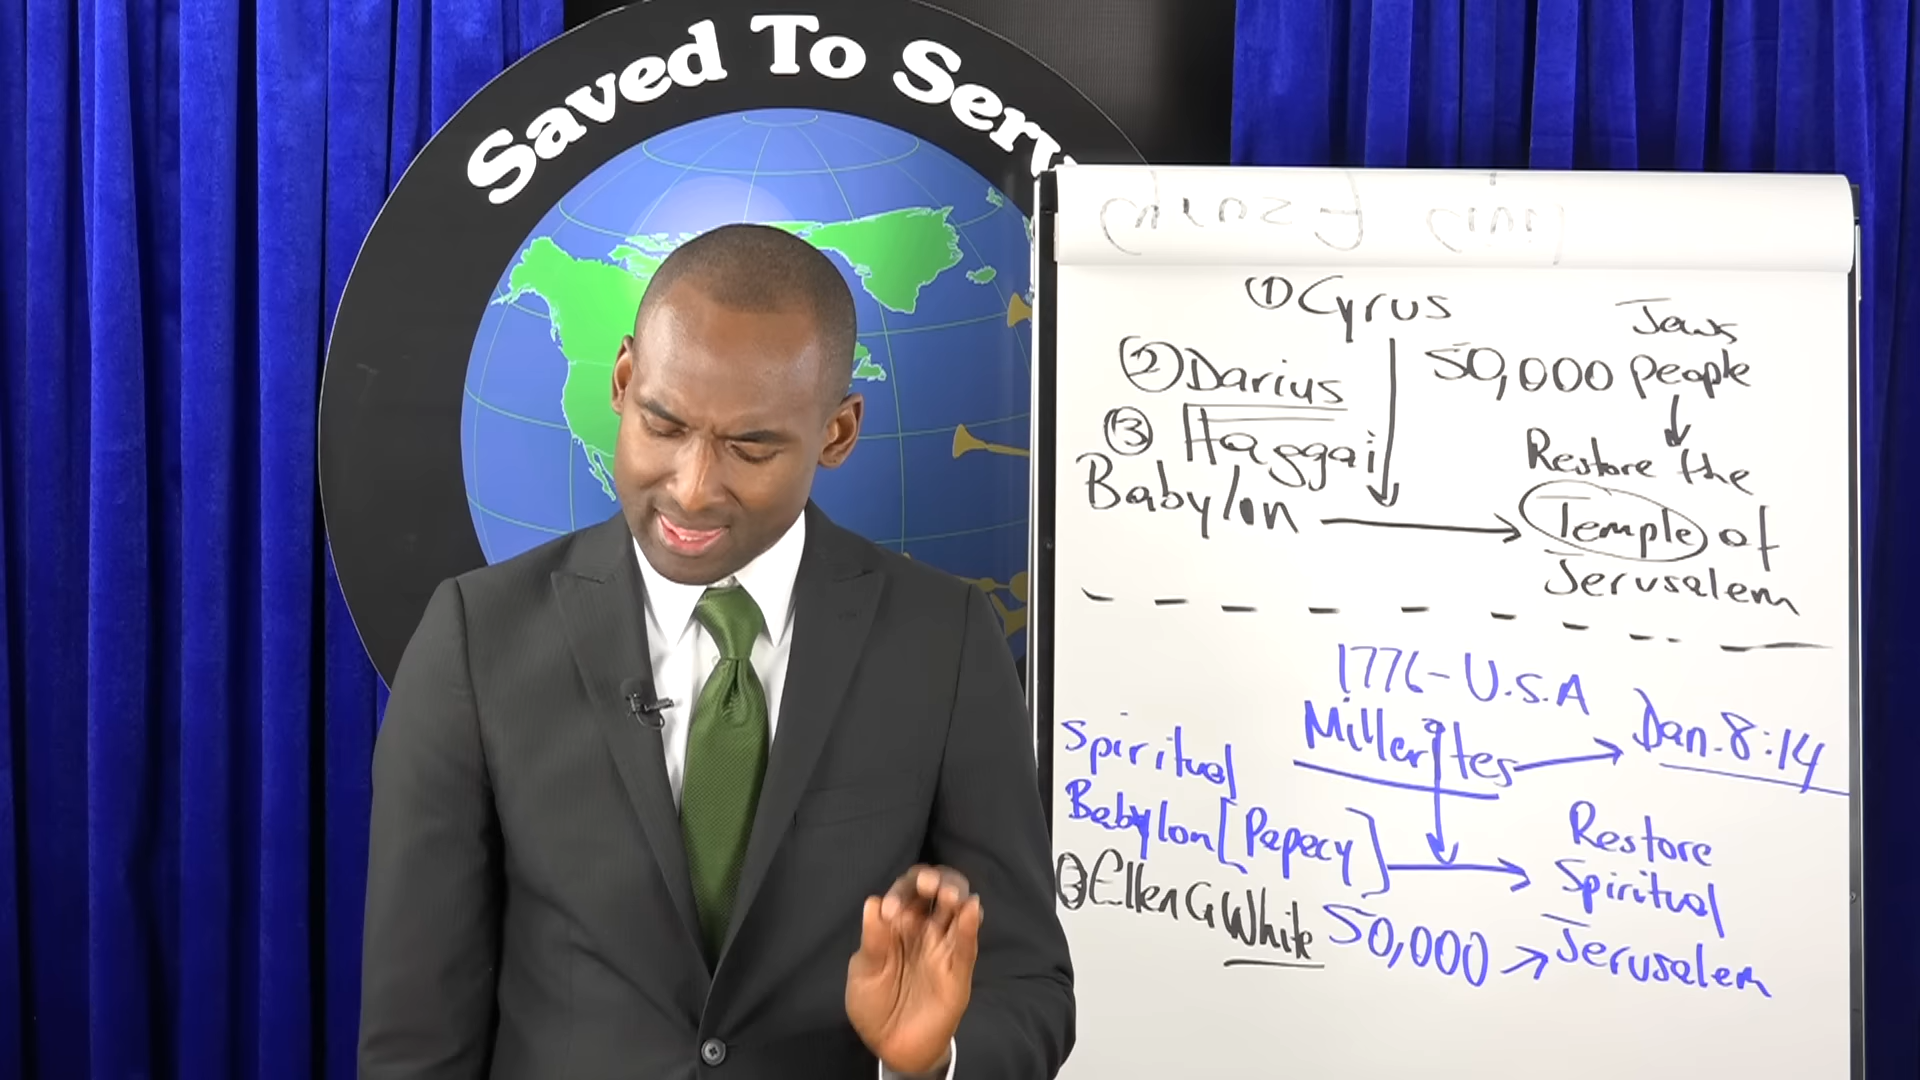 Saved To Serv
① Cyrus
Jews
② Darius
50,000 people
③ Haggai
Restore the
Babylon
Temple of
Jerusalem
1776 - U.S.A
Millerites
Dan. 8:14
Spiritual
Babylon [Papacy]
Restore
Spiritual
③ Ellen G White
50,000
Jerusalem